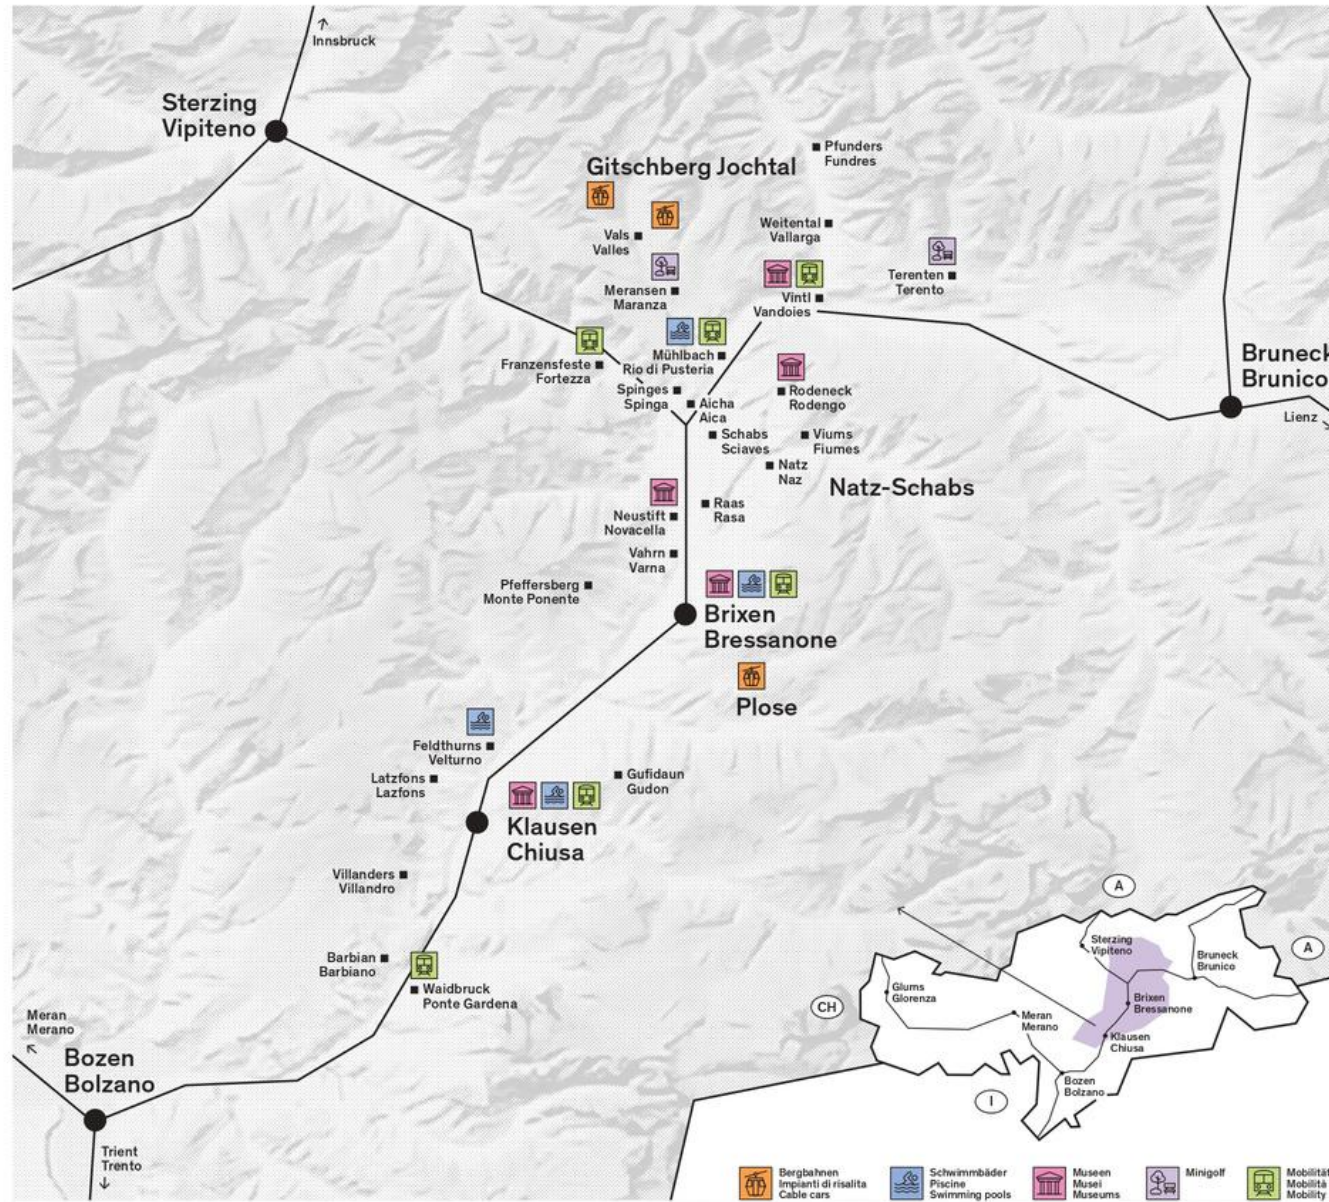 Innsbruck
Sterzing
Vipiteno
Pfunders
Fundres
Gitschberg Jochtal
Weitental
Vallarga
Vals
Valles
Terenten
Terento
Meransen
Maranza
Vintl
Vandoies
Mühlbach
Rio di Pusteria
Franzensfeste
Fortezza
Bruneck
Brunico
Spinges
Spinga
Rodeneck
Rodengo
Aicha
Aica
Lienz
Schabs
Sciaves
Viums
Fiumes
Natz
Naz
Natz-Schabs
Raas
Rasa
Neustift
Novacella
Vahrn
Varna
Pfeffersberg
Monte Ponente
Brixen
Bressanone
Plose
Feldthurns
Velturno
Latzfons
Lazfons
Gufidaun
Gudon
Klausen
Chiusa
Villanders
Villandro
Barbian
Barbiano
Waidbruck
Ponte Gardena
Meran
Merano
Bozen
Bolzano
Trient
Trento
A
Sterzing
Vipiteno
A
Bruneck
Brunico
Glurns
Glorenza
Brixen
Bressanone
CH
Meran
Merano
Klausen
Chiusa
Bozen
Bolzano
I
Bergbahnen
Impianti di risalita
Cable cars
Schwimmbäder
Piscine
Swimming pools
Museen
Musei
Museums
Minigolf
Mobilität
Mobilità
Mobility